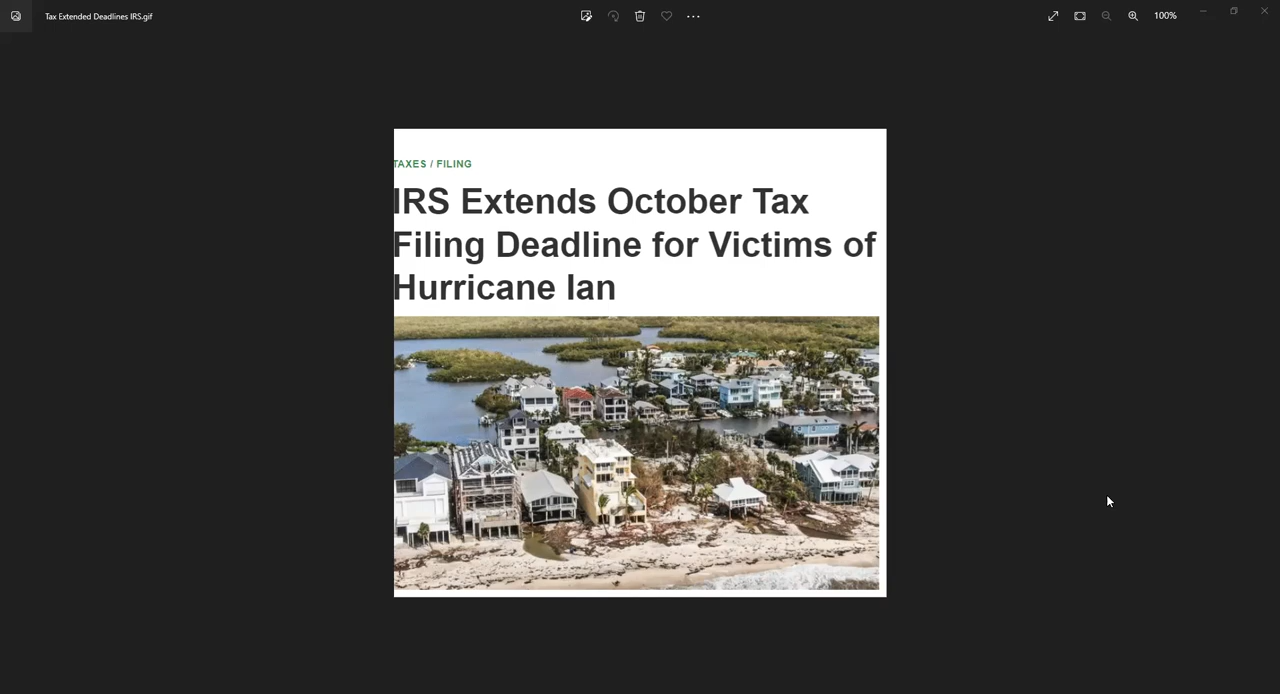 Tax Extended Deadlines IRS.gif
100%
TAXES / FILING
IRS Extends October Tax
Filing Deadline for Victims of
Hurricane Ian